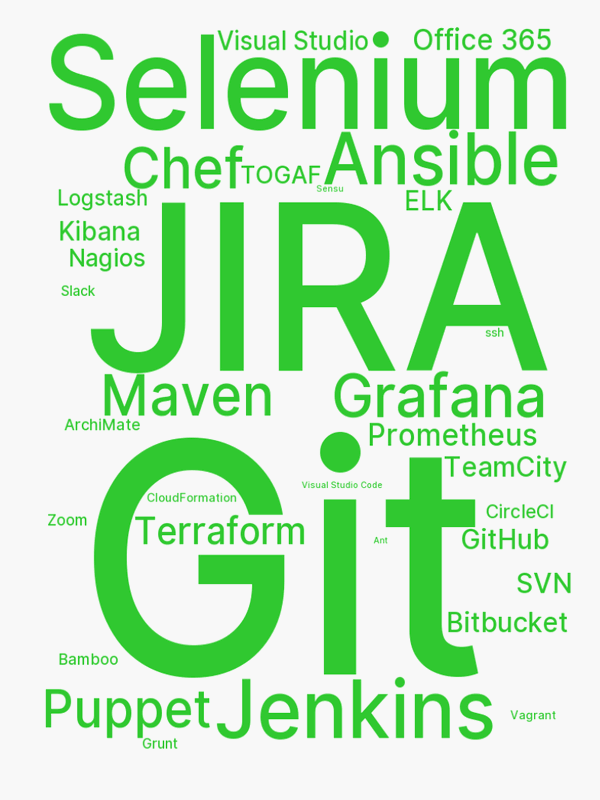 Visual Studio
Office 365
Selenium
Chef
TOGAF
Ansible
Sensu
Logstash
ELK
JIRA
Kibana
Nagios
Slack
ssh
Maven
Grafana
ArchiMate
Prometheus
Git
TeamCity
Visual Studio Code
CloudFormation
CircleCI
Zoom
Terraform
Ant
GitHub
SVN
Bitbucket
Bamboo
Puppet
Jenkins
Vagrant
Grunt